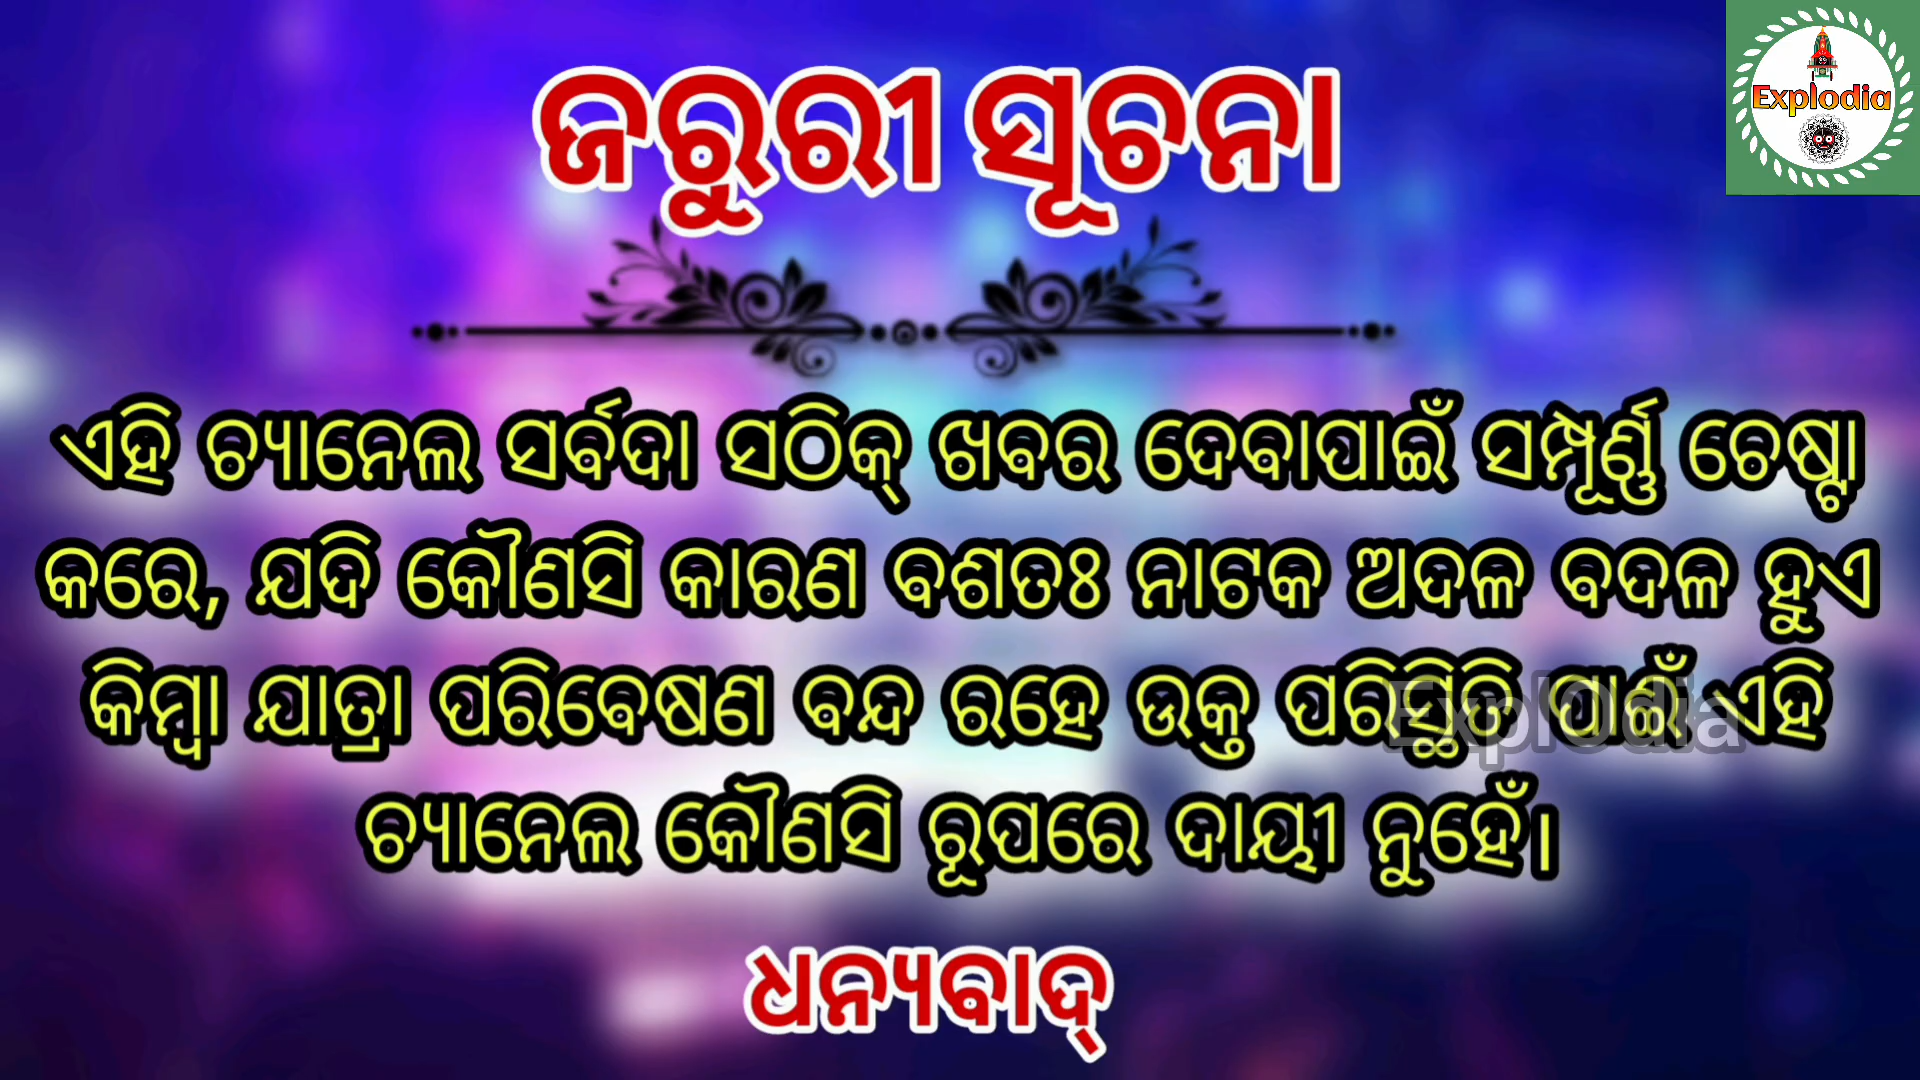 ଜରୁରୀ ସୂଚନା
Explodia
ଏହି ଚ୍ୟାନେଲ ସର୍ବଦା ସଠିକ୍ ଖବର ଦେବାପାଇଁ ସମ୍ପୂର୍ଣ୍ଣ ଚେଷ୍ଟା
କରେ, ଯଦି କୌଣସି କାରଣ ବଶତଃ ନାଟକ ଅଦଳ ବଦଳ ହୁଏ
କିମ୍ବା ଯାତ୍ରା ପରିବେଷଣ ବନ୍ଦ ରହେ ଉକ୍ତ ପରିସ୍ଥିତି ପାଇଁ ଏହି
ExplOdia
ଚ୍ୟାନେଲ କୌଣସି ରୂପରେ ଦାୟୀ ନୁହେଁ।
ଧନ୍ୟବାଦ୍